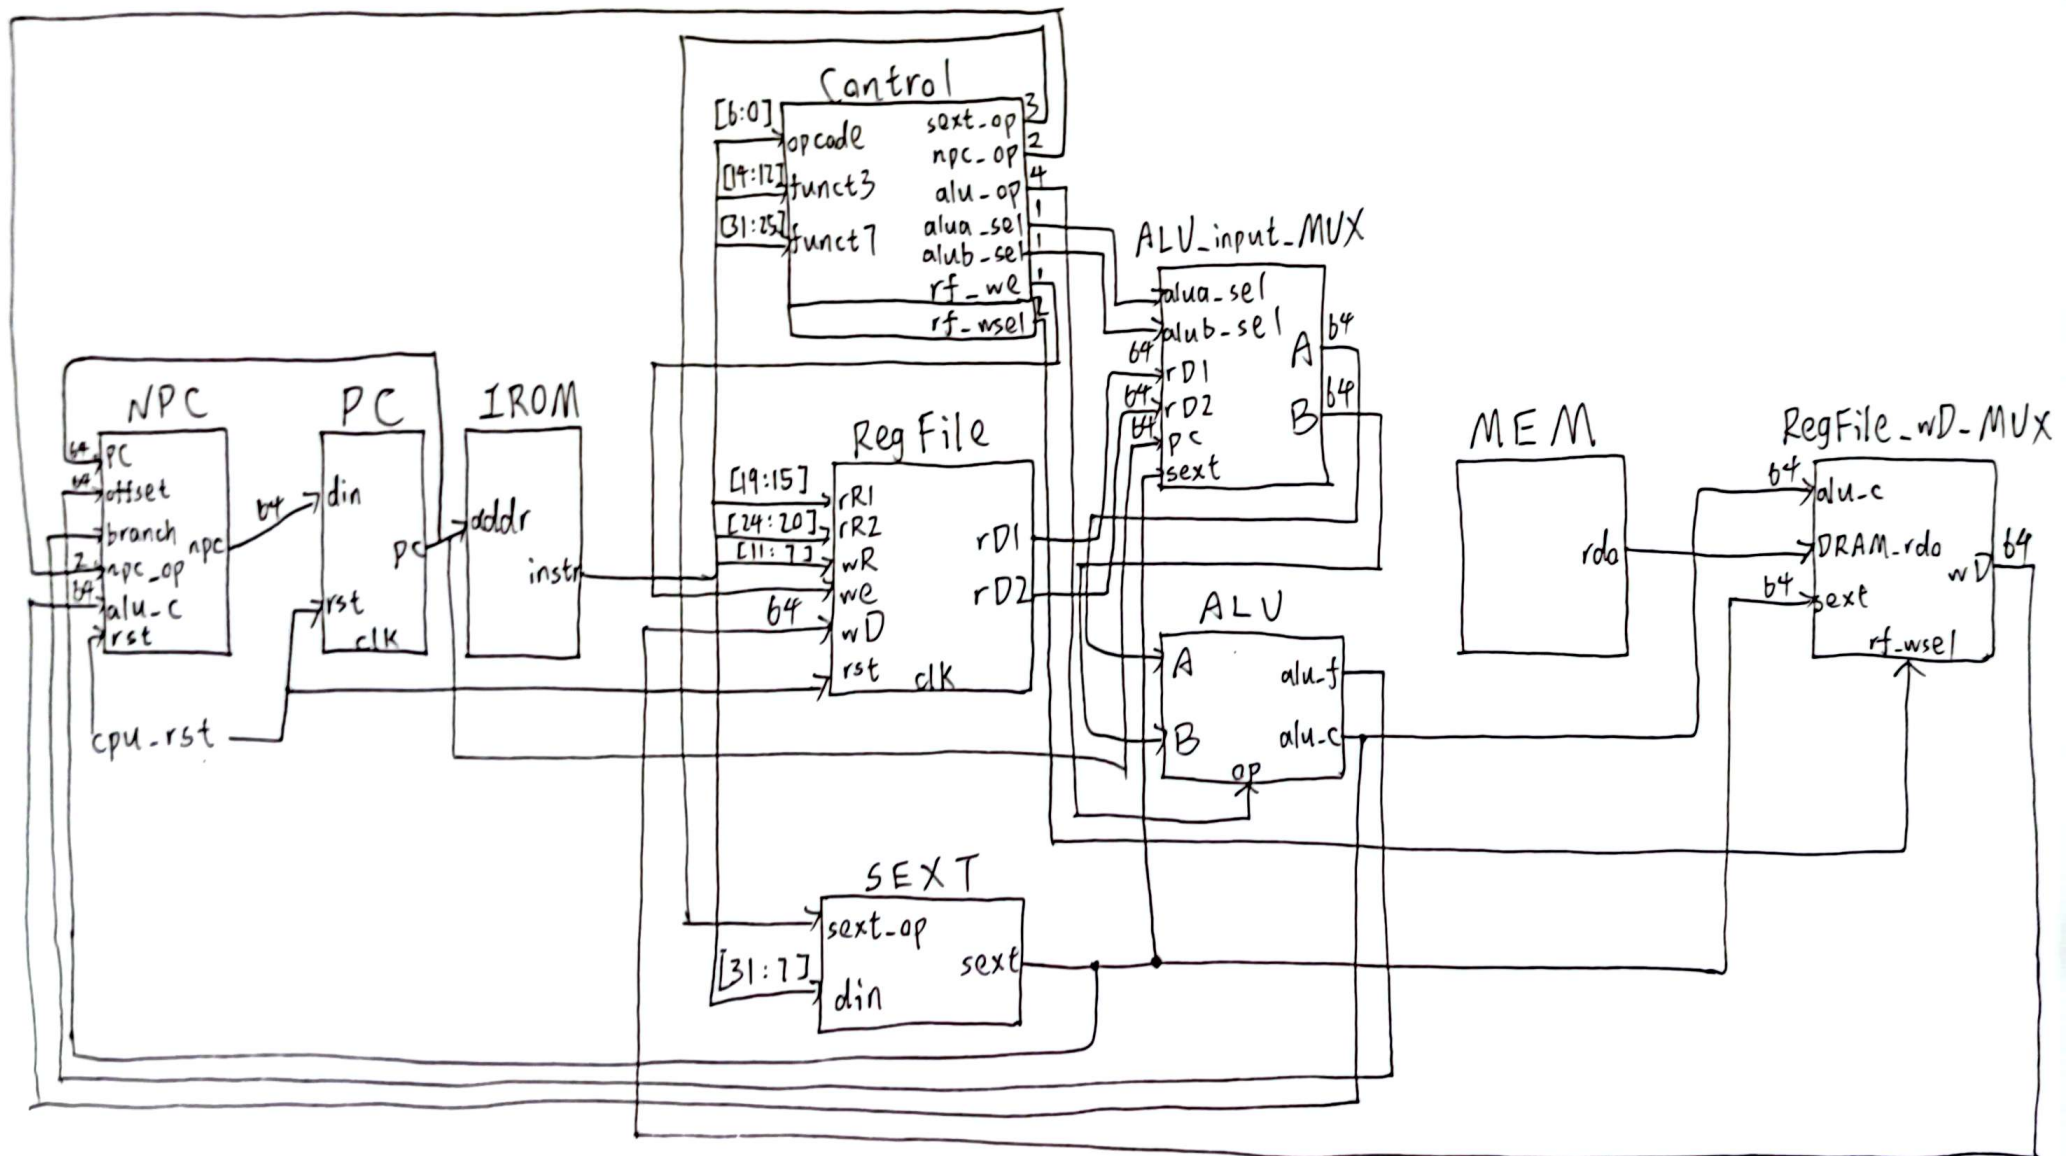 Control
[6:0]
opcode
[14:12]
funct3
[31:25]
funct7
sext_op 3
npc_op 2
alu_op 4
alua_sel 1
alub_sel 1
rf_we 1
rf_wsel 2
ALU_input_MUX
alua_sel
alub_sel
64 rD1
64 rD2
64 pc
sext
A 64
B 64
NPC
64 PC
64 offset
branch
2 npc_op
64 alu_c
rst
npc
64
PC
din
pc
rst
clk
IROM
addr
instr
cpu_rst
RegFile
[19:15] rR1
[24:20] rR2
[11:7] wR
we
64 wD
rst
clk
rD1
rD2
ALU
A
B
op
alu_f
alu_c
MEM
rdo
RegFile_wD_MUX
64 alu_c
DRAM_rdo
64 sext
rf_wsel
wD 64
SEXT
sext_op
[31:7] din
sext